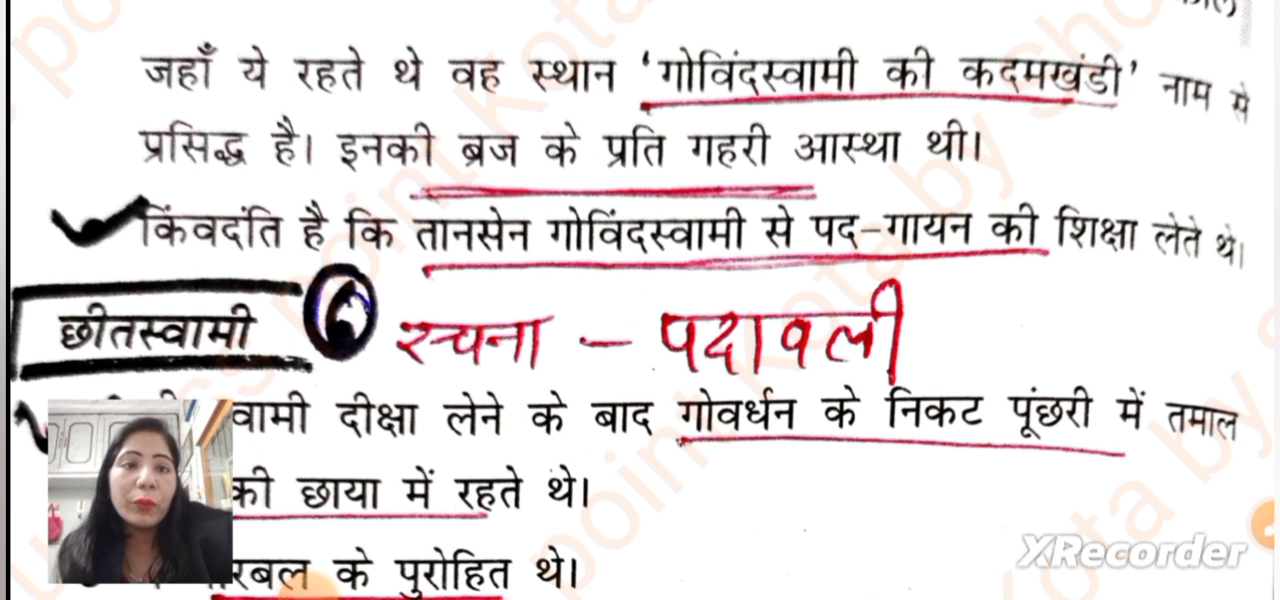 जहाँ ये रहते थे वह स्थान 'गोविंदस्वामी की कदमखंडी' नाम से
प्रसिद्ध है। इनकी ब्रज के प्रति गहरी आस्था थी।
किंवदंति है कि तानसेन गोविंदस्वामी से पद-गायन की शिक्षा लेते थे।
छीतस्वामी 6 रचना - पदावली
वामी दीक्षा लेने के बाद गोवर्धन के निकट पूंछरी में तमाल
की छाया में रहते थे।
रबल के पुरोहित थे।
XRecorder